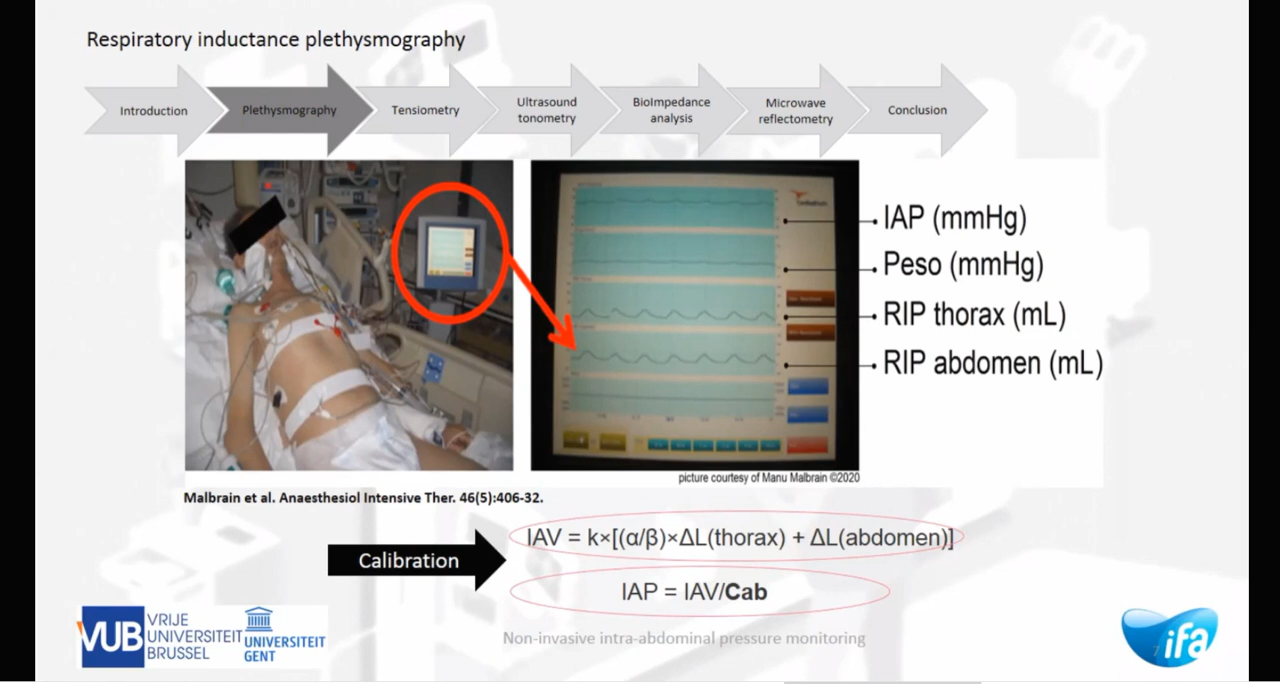 Respiratory inductance plethysmography
Introduction
Plethysmography
Tensiometry
Ultrasound
tonometry
BioImpedance
analysis
Microwave
reflectometry
Conclusion
IAP (mmHg)
Peso (mmHg)
RIP thorax (mL)
RIP abdomen (mL)
picture courtesy of Manu Malbrain ©2020
Malbrain et al. Anaesthesiol Intensive Ther. 46(5):406-32.
Calibration
IAV = k×[(α/β)×ΔL(thorax) + ΔL(abdomen)]
IAP = IAV/Cab
Non-invasive intra-abdominal pressure monitoring
VUB
VRIJE
UNIVERSITEIT
BRUSSEL
UNIVERSITEIT
GENT
ifa